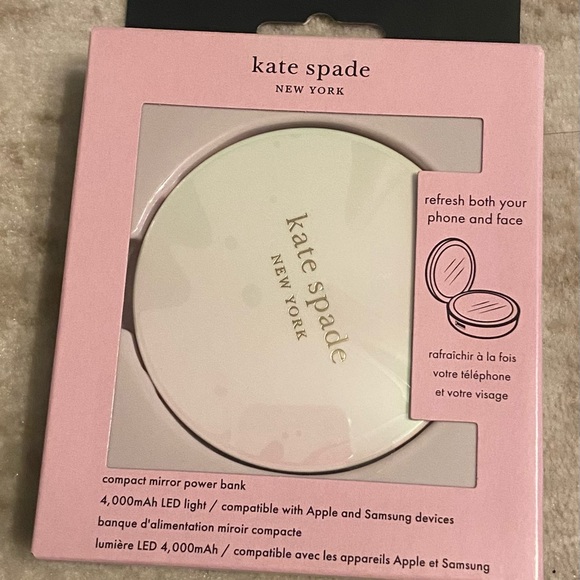 kate spade
NEW YORK
kate spade
NEW YORK
refresh both your
phone and face
rafraîchir à la fois
votre téléphone
et votre visage
compact mirror power bank
4,000mAh LED light / compatible with Apple and Samsung devices
banque d'alimentation miroir compacte
lumière LED 4,000mAh / compatible avec les appareils Apple et Samsung